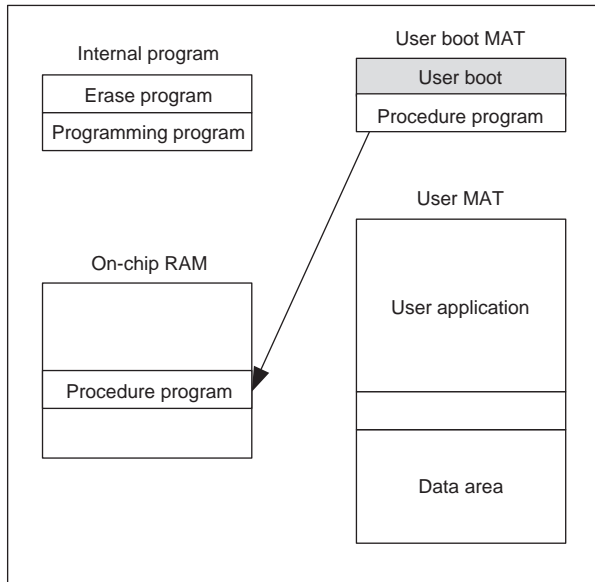 Internal program
Erase program
Programming program
User boot MAT
User boot
Procedure program
On-chip RAM
Procedure program
User MAT
User application
Data area